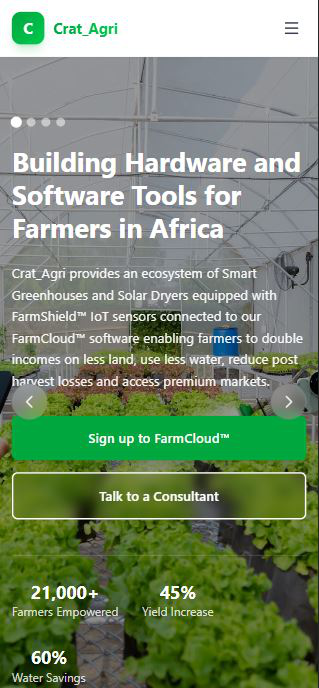 C Crat_Agri
Building Hardware and
Software Tools for
Farmers in Africa
Crat_Agri provides an ecosystem of Smart
Greenhouses and Solar Dryers equipped with
FarmShield™ IoT sensors connected to our
FarmCloud™ software enabling farmers to double
incomes on less land, use less water, reduce post
harvest losses and access premium markets.
Sign up to FarmCloud™
Talk to a Consultant
21,000+ 45%
Farmers Empowered Yield Increase
60%
Water Savings